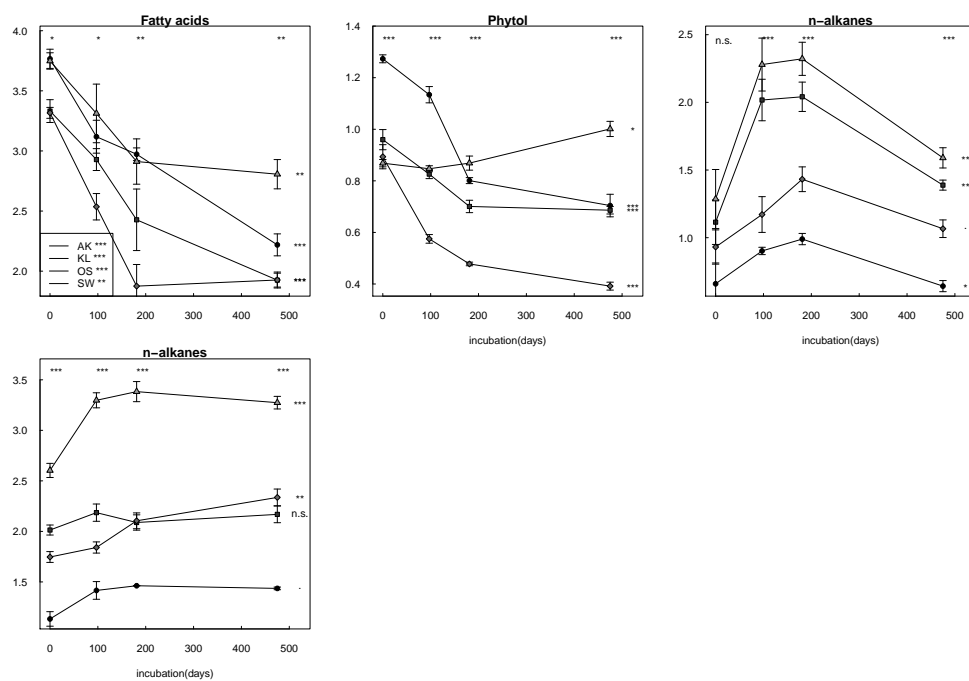 Fatty acids
* * ** **
4.0
3.5
3.0
2.5
2.0
**
***
***
AK ***
KL ***
OS ***
SW **
0 100 200 300 400 500
Phytol
*** *** *** ***
1.4
1.2
1.0
0.8
0.6
0.4
*
***
***
***
0 100 200 300 400 500
incubation(days)
n−alkanes
n.s. *** *** ***
2.5
2.0
1.5
1.0
**
**
.
*
0 100 200 300 400 500
incubation(days)
n−alkanes
*** *** *** ***
3.5
3.0
2.5
2.0
1.5
***
**
n.s.
.
0 100 200 300 400 500
incubation(days)